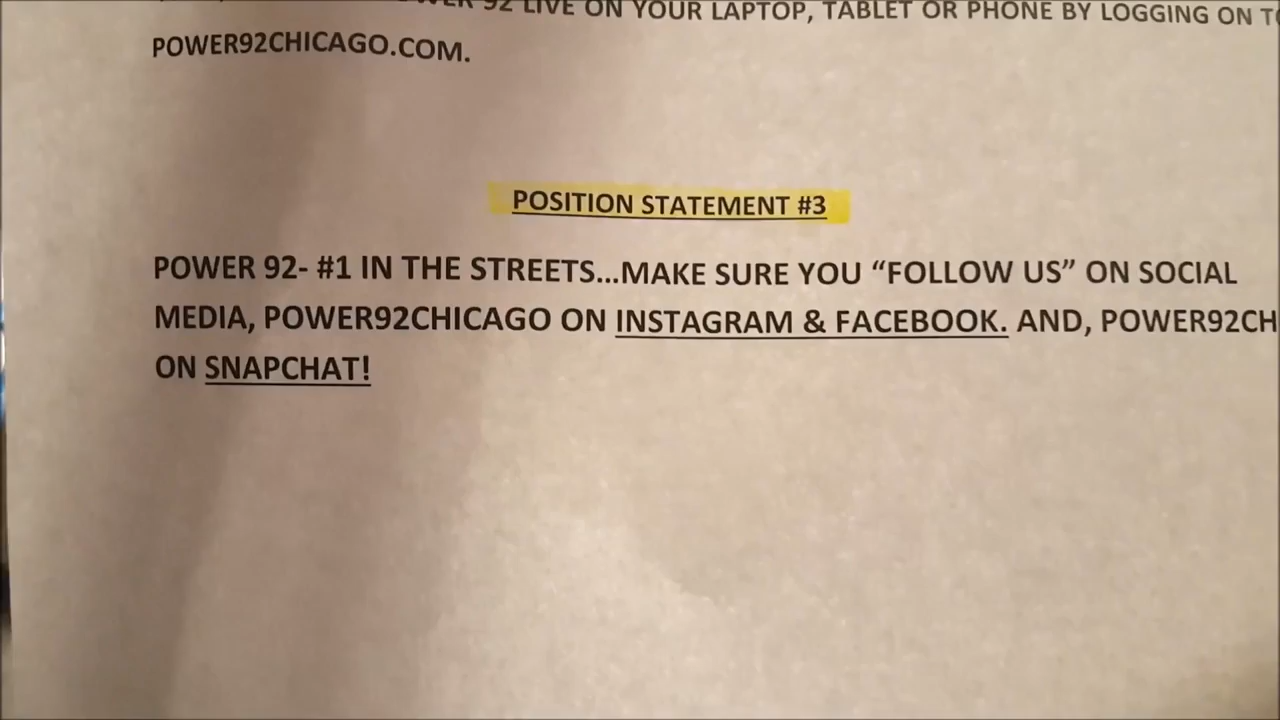 92 LIVE ON YOUR LAPTOP, TABLET OR PHONE BY LOGGING ON TO
POWER92CHICAGO.COM.
POSITION STATEMENT #3
POWER 92- #1 IN THE STREETS...MAKE SURE YOU “FOLLOW US” ON SOCIAL
MEDIA, POWER92CHICAGO ON INSTAGRAM & FACEBOOK. AND, POWER92CH
ON SNAPCHAT!